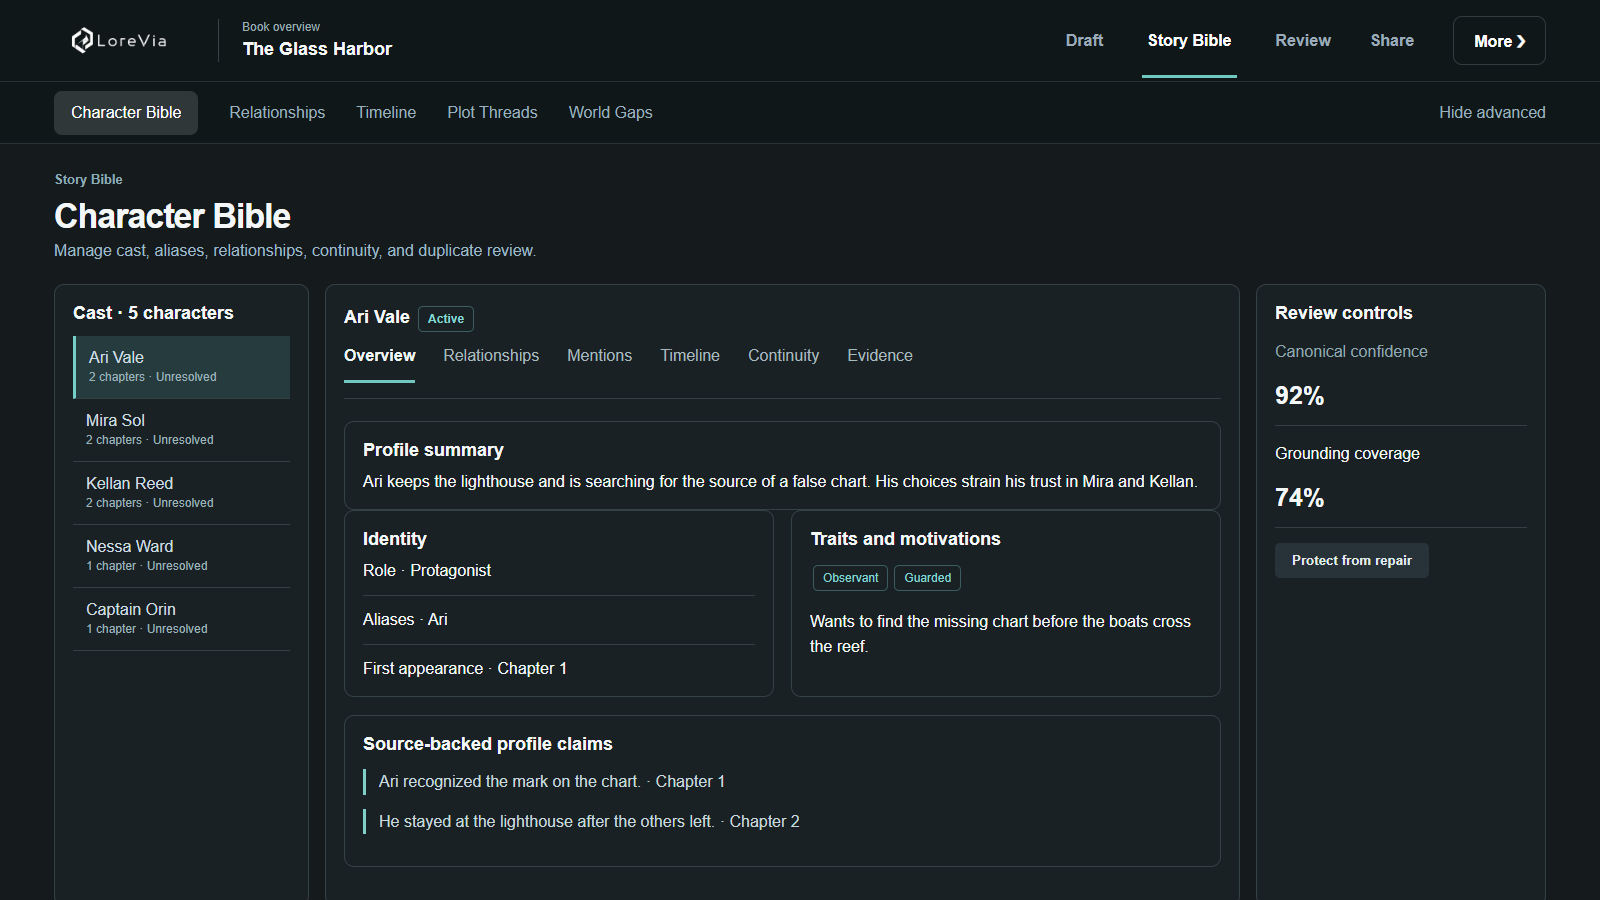 LoreVia
Book overview
The Glass Harbor
Draft
Story Bible
Review
Share
More ❯
Character Bible
Relationships
Timeline
Plot Threads
World Gaps
Hide advanced
Story Bible
Character Bible
Manage cast, aliases, relationships, continuity, and duplicate review.
Cast · 5 characters
Ari Vale
2 chapters · Unresolved
Mira Sol
2 chapters · Unresolved
Kellan Reed
2 chapters · Unresolved
Nessa Ward
1 chapter · Unresolved
Captain Orin
1 chapter · Unresolved
Ari Vale
Active
Overview
Relationships
Mentions
Timeline
Continuity
Evidence
Profile summary
Ari keeps the lighthouse and is searching for the source of a false chart. His choices strain his trust in Mira and Kellan.
Identity
Role · Protagonist
Aliases · Ari
First appearance · Chapter 1
Traits and motivations
Observant
Guarded
Wants to find the missing chart before the boats cross
the reef.
Source-backed profile claims
Ari recognized the mark on the chart. · Chapter 1
He stayed at the lighthouse after the others left. · Chapter 2
Review controls
Canonical confidence
92%
Grounding coverage
74%
Protect from repair